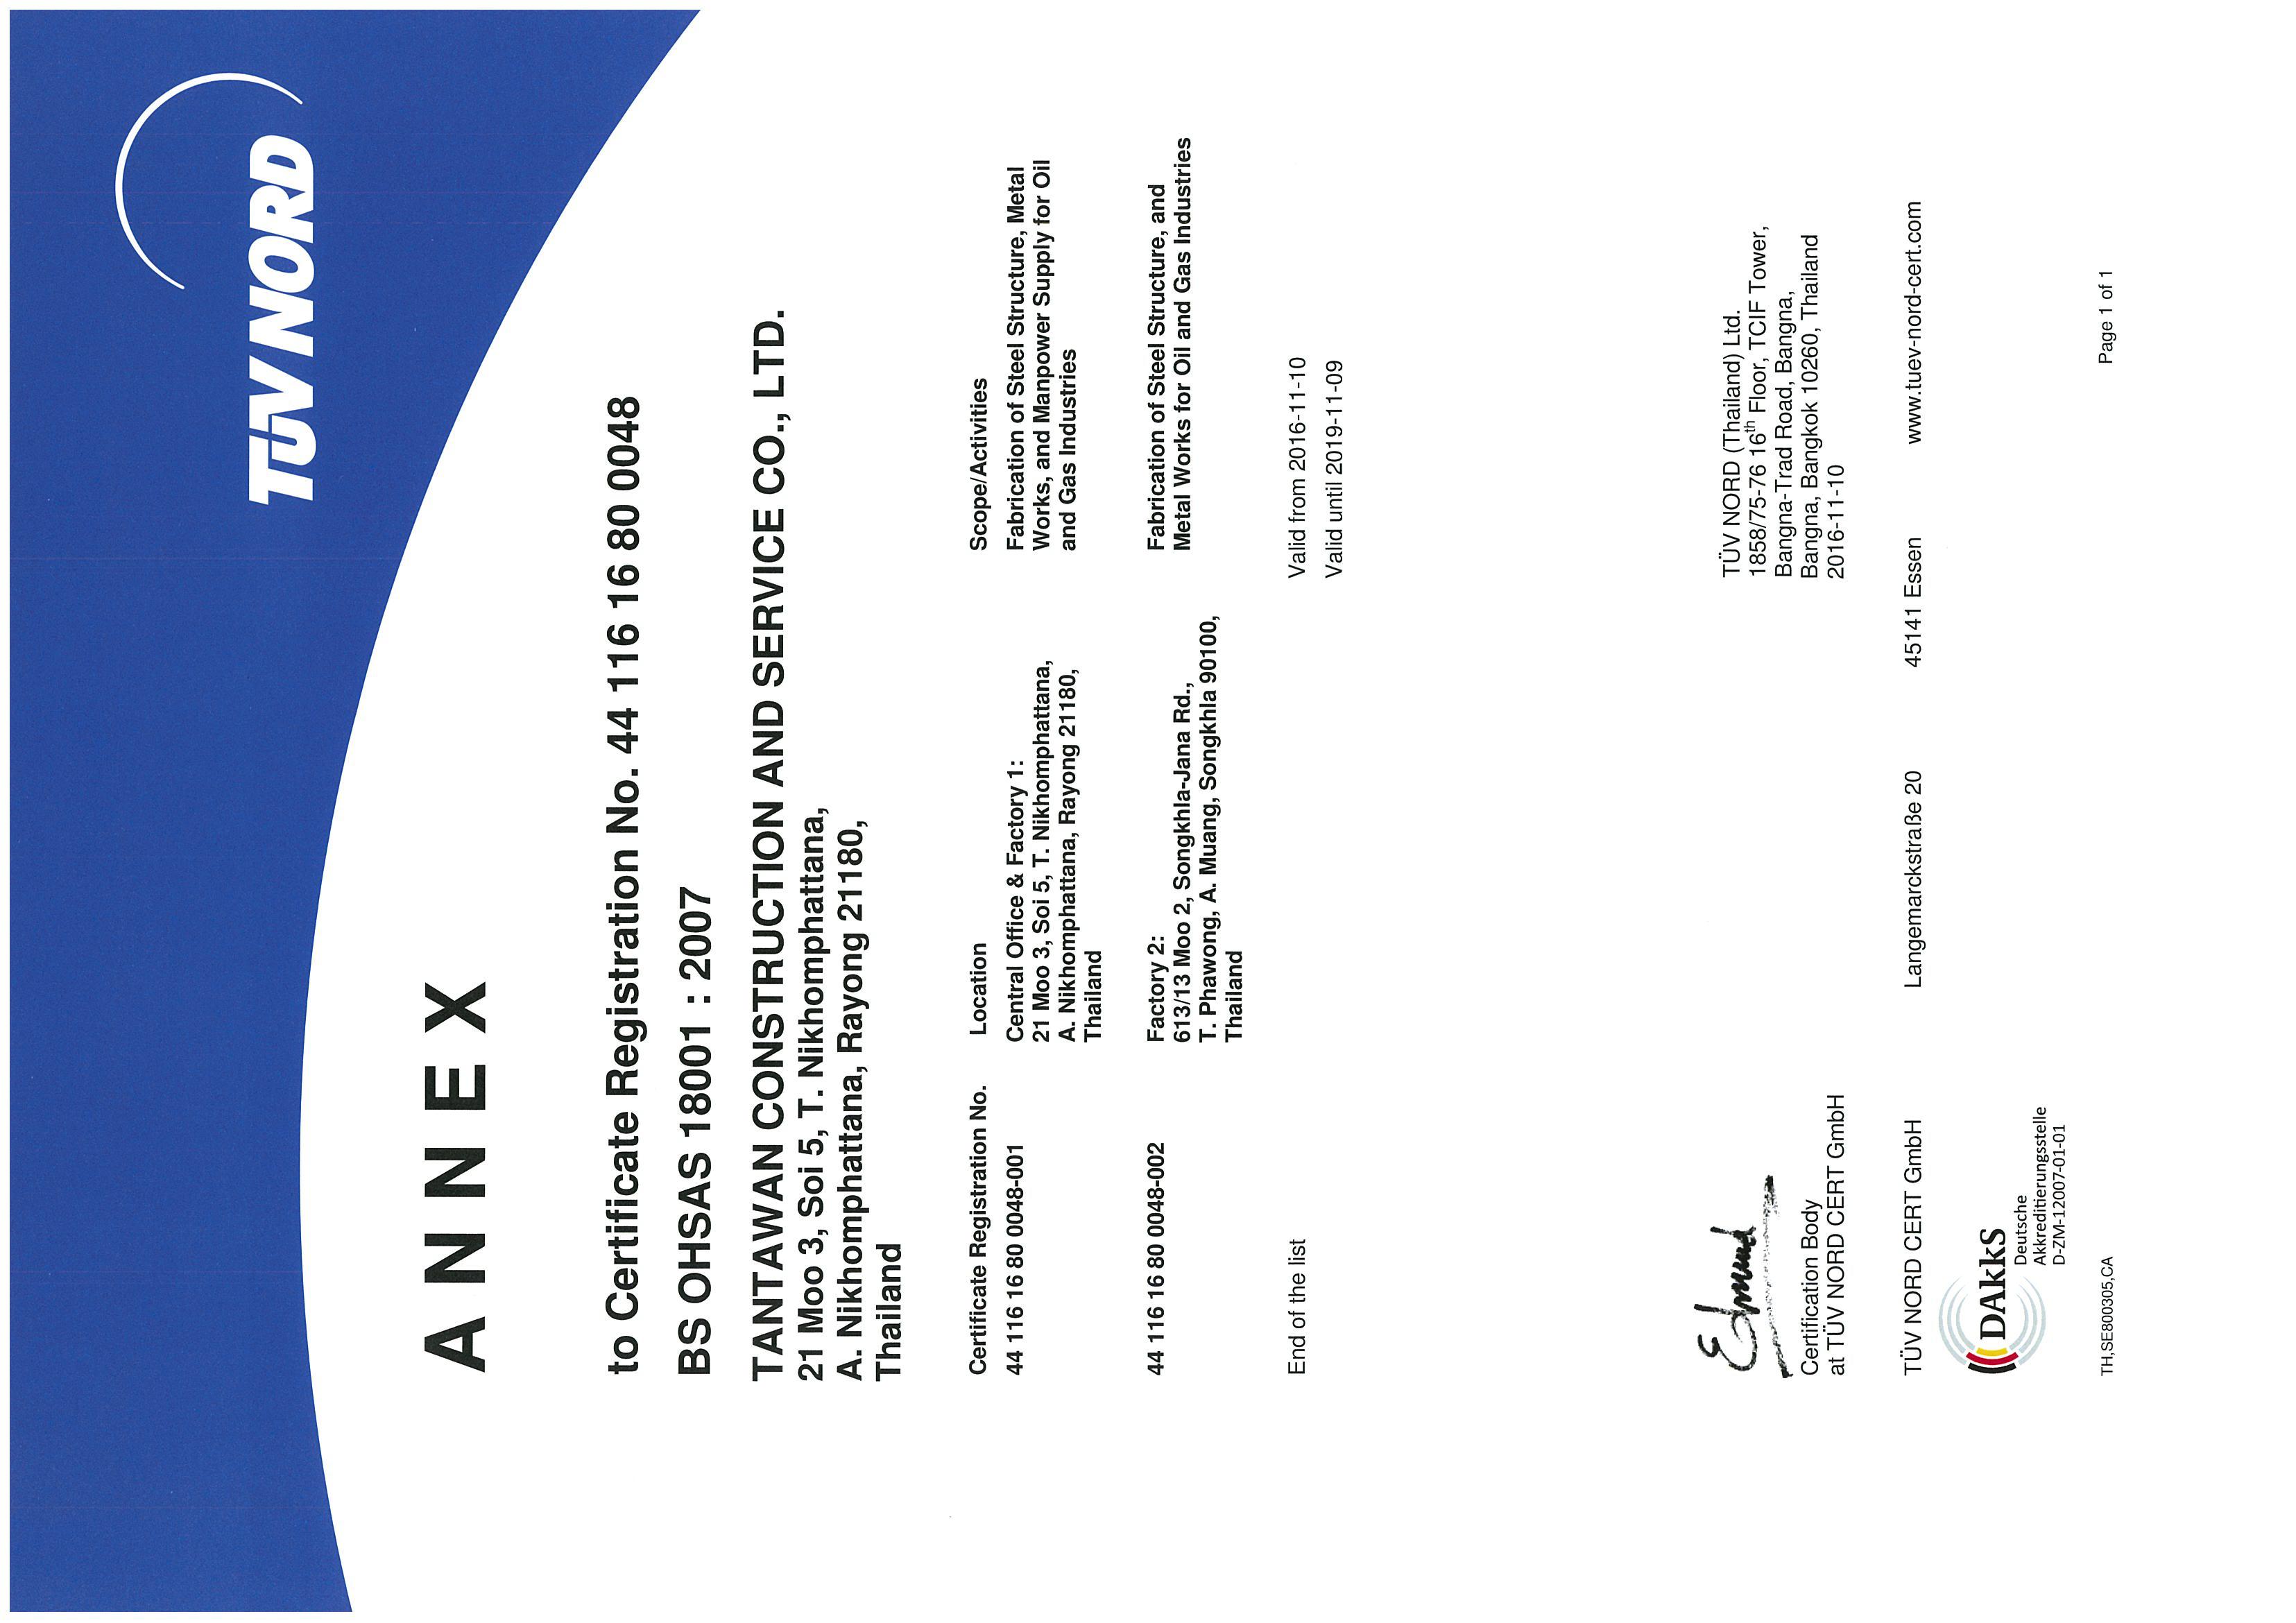 TÜV NORD
ANNEX
to Certificate Registration No. 44 116 16 80 0048
BS OHSAS 18001 : 2007
TANTAWAN CONSTRUCTION AND SERVICE CO., LTD.
21 Moo 3, Soi 5, T. Nikhomphattana,
A. Nikhomphattana, Rayong 21180,
Thailand
Certificate Registration No. Location Scope/Activities
44 116 16 80 0048-001
Central Office & Factory 1:
21 Moo 3, Soi 5, T. Nikhomphattana,
A. Nikhomphattana, Rayong 21180,
Thailand
Fabrication of Steel Structure, Metal
Works, and Manpower Supply for Oil
and Gas Industries
44 116 16 80 0048-002
Factory 2:
613/13 Moo 2, Songkhla-Jana Rd.,
T. Phawong, A. Muang, Songkhla 90100,
Thailand
Fabrication of Steel Structure, and
Metal Works for Oil and Gas Industries
End of the list
Valid from 2016-11-10
Valid until 2019-11-09
Edmund
Certification Body
at TÜV NORD CERT GmbH
TÜV NORD (Thailand) Ltd.
1858/75-76 16th Floor, TCIF Tower,
Bangna-Trad Road, Bangna,
Bangna, Bangkok 10260, Thailand
2016-11-10
TÜV NORD CERT GmbH Langemarckstraße 20 45141 Essen www.tuev-nord-cert.com
DAkkS
Deutsche
Akkreditierungsstelle
D-ZM-12007-01-01
TH,SE800305,CA Page 1 of 1